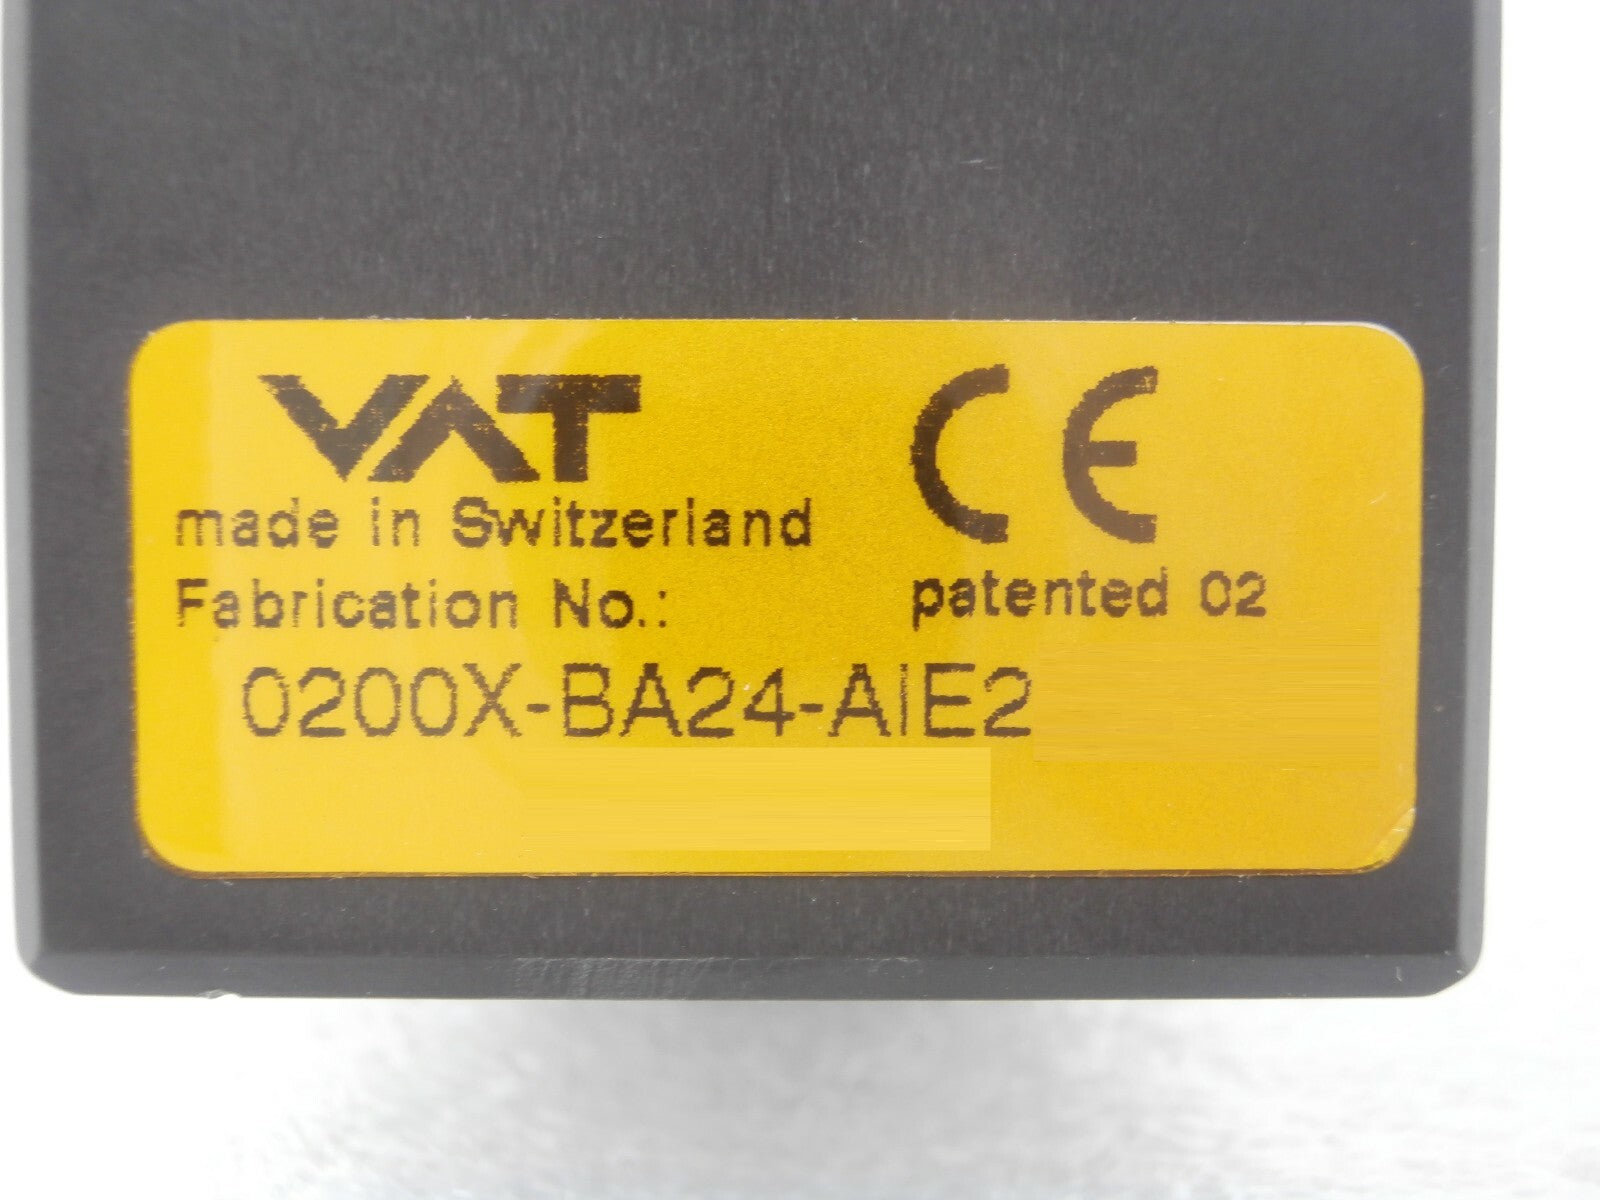 VAT CE
made in Switzerland
Fabrication No.: patented 02
0200X-BA24-AIE2